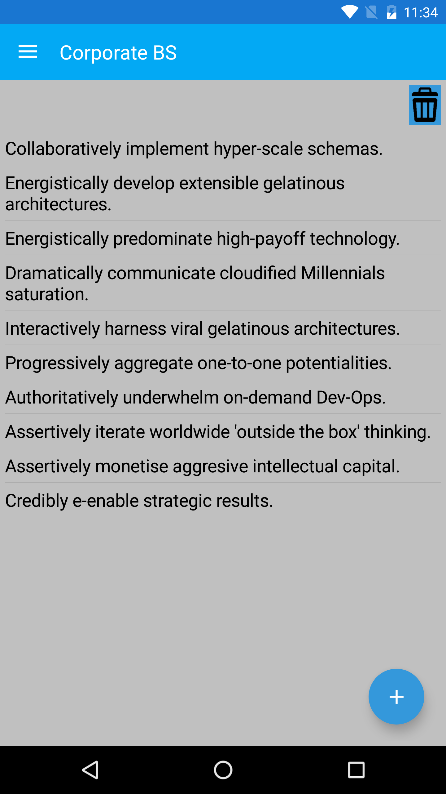 11:34
Corporate BS
Collaboratively implement hyper-scale schemas.
Energistically develop extensible gelatinous
architectures.
Energistically predominate high-payoff technology.
Dramatically communicate cloudified Millennials
saturation.
Interactively harness viral gelatinous architectures.
Progressively aggregate one-to-one potentialities.
Authoritatively underwhelm on-demand Dev-Ops.
Assertively iterate worldwide 'outside the box' thinking.
Assertively monetise aggresive intellectual capital.
Credibly e-enable strategic results.